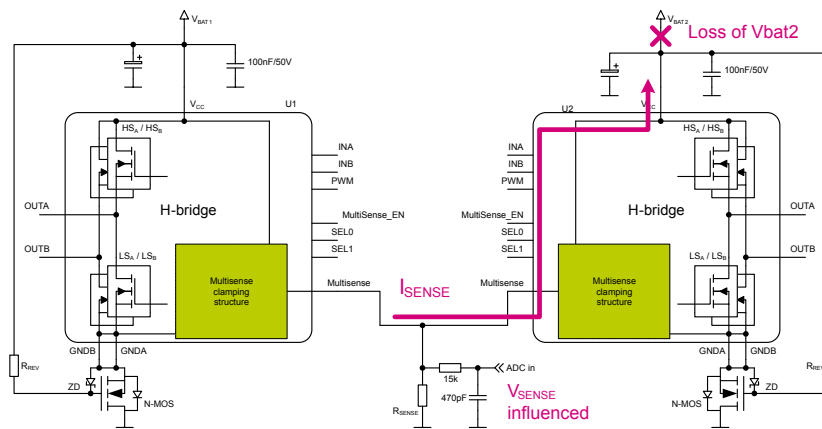 VBAT1
+
100nF/50V
VCC
U1
HSA / HSB
INA
INB
PWM
OUTA
H-bridge
MultiSense_EN
OUTB
SEL0
LSA / LSB
SEL1
Multisense
clamping
structure
Multisense
GNDB
GNDA
RREV
ZD
N-MOS
ISENSE
15k
ADC in
RSENSE
470pF
VSENSE
influenced
VBAT2
Loss of Vbat2
+
100nF/50V
VCC
U2
HSA / HSB
INA
INB
PWM
OUTA
MultiSense_EN
H-bridge
SEL0
OUTB
SEL1
LSA / LSB
Multisense
Multisense
clamping
structure
GNDA
GNDB
RREV
ZD
N-MOS